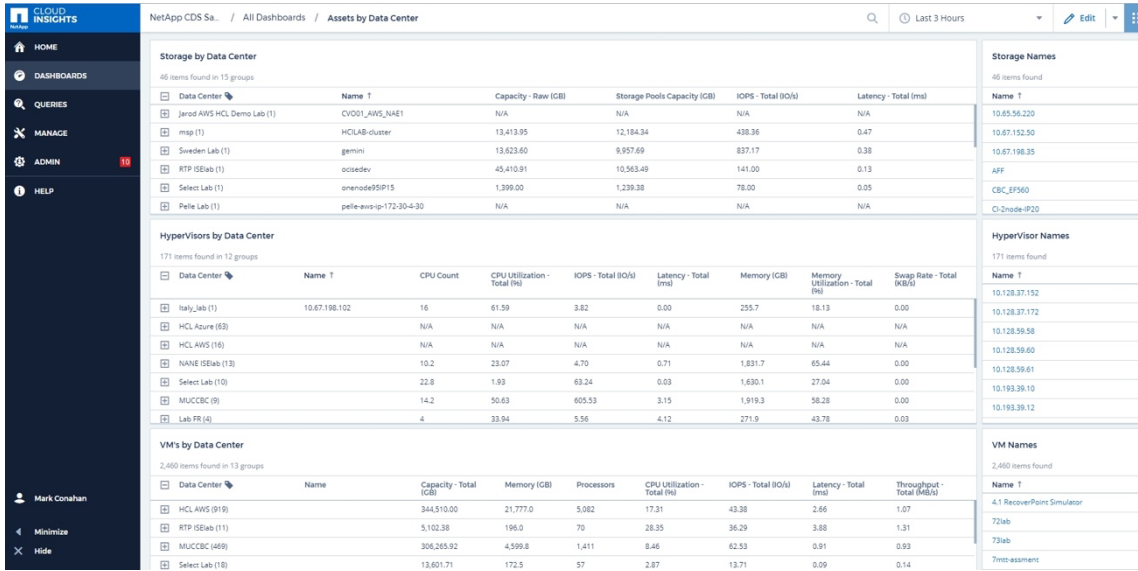 NetApp
CLOUD
INSIGHTS
HOME
DASHBOARDS
QUERIES
MANAGE
ADMIN 10
HELP
Mark Conahan
Minimize
Hide
NetApp CDS Sa... / All Dashboards / Assets by Data Center
Last 3 Hours Edit
Storage by Data Center
46 items found in 15 groups
Data Center Name ↑ Capacity - Raw (GB) Storage Pools Capacity (GB) IOPS - Total (IO/s) Latency - Total (ms)
Jarod AWS HCL Demo Lab (1) CVO01_AWS_NAE1 N/A N/A N/A N/A
msp (1) HCILAB-cluster 13,413.95 12,184.34 438.36 0.47
Sweden Lab (1) gemini 13,623.60 9,957.69 837.17 0.38
RTP ISElab (1) ocisedev 45,410.91 10,563.49 141.00 0.13
Select Lab (1) onenode95IP15 1,399.00 1,239.38 78.00 0.05
Pelle Lab (1) pelle-aws-ip-172-30-4-30 N/A N/A N/A N/A
Storage Names
46 items found
Name ↑
10.65.56.220
10.67.152.50
10.67.198.35
AFF
CBC_EF560
CI-2node-IP20
HyperVisors by Data Center
171 items found in 12 groups
Data Center Name ↑ CPU Count CPU Utilization - Total (%) IOPS - Total (IO/s) Latency - Total (ms) Memory (GB) Memory Utilization - Total (%) Swap Rate - Total (KB/s)
Italy_lab (1) 10.67.198.102 16 61.59 3.82 0.00 255.7 18.13 0.00
HCL Azure (63) N/A N/A N/A N/A N/A N/A N/A
HCL AWS (16) N/A N/A N/A N/A N/A N/A N/A
NANE ISElab (13) 10.2 23.07 4.70 0.71 1,831.7 65.44 0.00
Select Lab (10) 22.8 1.93 63.24 0.03 1,630.1 27.04 0.00
MUCCBC (9) 14.2 50.63 605.53 3.15 1,919.3 58.28 0.00
Lab FR (4) 4 33.94 5.56 4.12 271.9 43.78 0.03
HyperVisor Names
171 items found
Name ↑
10.128.37.152
10.128.37.172
10.128.59.58
10.128.59.60
10.128.59.61
10.193.39.10
10.193.39.12
VM's by Data Center
2,460 items found in 13 groups
Data Center Name Capacity - Total (GB) Memory (GB) Processors CPU Utilization - Total (%) IOPS - Total (IO/s) Latency - Total (ms) Throughput - Total (MB/s)
HCL AWS (919) 344,510.00 21,777.0 5,082 17.31 43.38 2.66 1.07
RTP ISElab (11) 5,102.38 196.0 70 28.35 36.29 3.88 1.31
MUCCBC (469) 306,265.92 4,599.8 1,411 8.46 62.53 0.91 0.93
Select Lab (18) 13,601.71 172.5 57 2.87 13.71 0.09 0.14
VM Names
2,460 items found
Name ↑
4.1 RecoverPoint Simulator
72lab
73lab
7mtt-assment